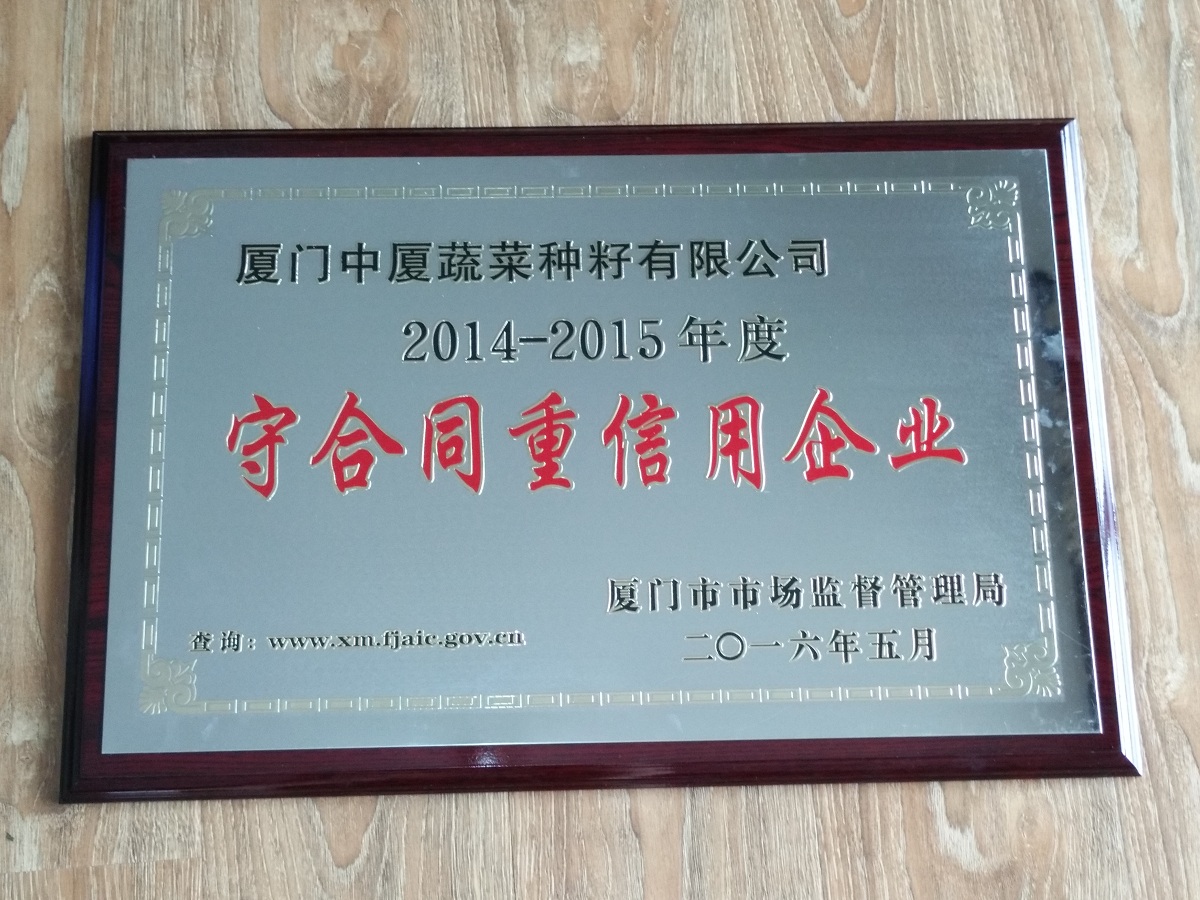 厦门中厦蔬菜种籽有限公司
2014-2015年度
守合同重信用企业
厦门市市场监督管理局
查询：www.xm.fjaic.gov.cn
二〇一六年五月